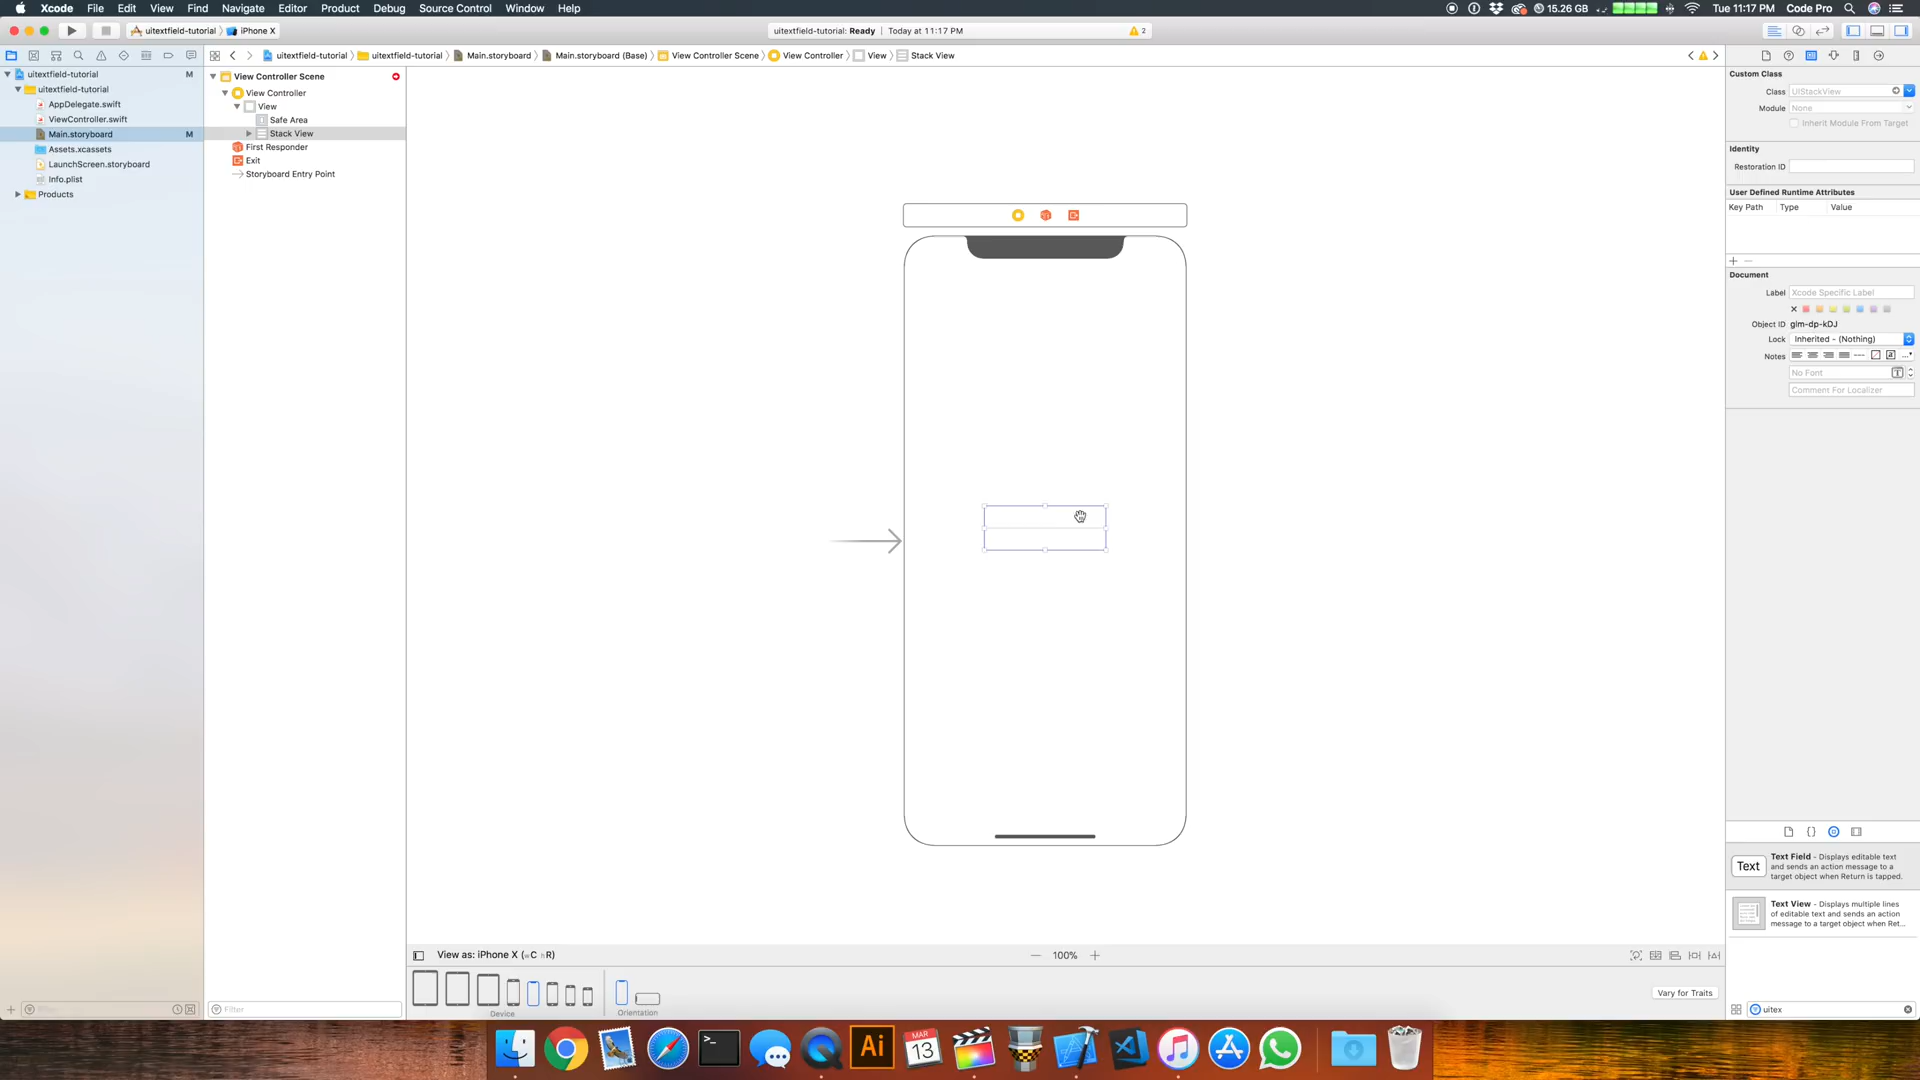 Xcode File Edit View Find Navigate Editor Product Debug Source Control Window Help 15.26 GB Tue 11:17 PM Code Pro
uitextfield-tutorial iPhone X uitextfield-tutorial: Ready Today at 11:17 PM 2
uitextfield-tutorial uitextfield-tutorial Main.storyboard Main.storyboard (Base) View Controller Scene View Controller View Stack View
uitextfield-tutorial M
uitextfield-tutorial
AppDelegate.swift
ViewController.swift
Main.storyboard M
Assets.xcassets
LaunchScreen.storyboard
Info.plist
Products
View Controller Scene
View Controller
View
Safe Area
Stack View
First Responder
Exit
Storyboard Entry Point
Custom Class
Class UIStackView
Module None
Inherit Module From Target
Identity
Restoration ID
User Defined Runtime Attributes
Key Path Type Value
Document
Label Xcode Specific Label
Object ID glm-dp-kDJ
Lock Inherited - (Nothing)
Notes
No Font
Comment For Localizer
Text
Text Field - Displays editable text
and sends an action message to a
target object when Return is tapped.
Text View - Displays multiple lines
of editable text and sends an action
message to a target object when Ret...
View as: iPhone X (wC hR) 100%
Vary for Traits
Device Orientation
Filter
uitex
Ai
MAR
13